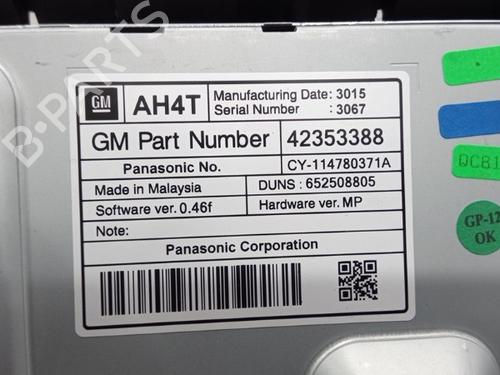 GM
AH4T
Manufacturing Date: 3015
Serial Number : 3067
GM Part Number 42353388
Panasonic No. CY-114780371A
Made in Malaysia DUNS : 652508805
Software ver. 0.46f Hardware ver. MP
Note:
Panasonic Corporation
QC81
GP-12
OK
B-PARTS